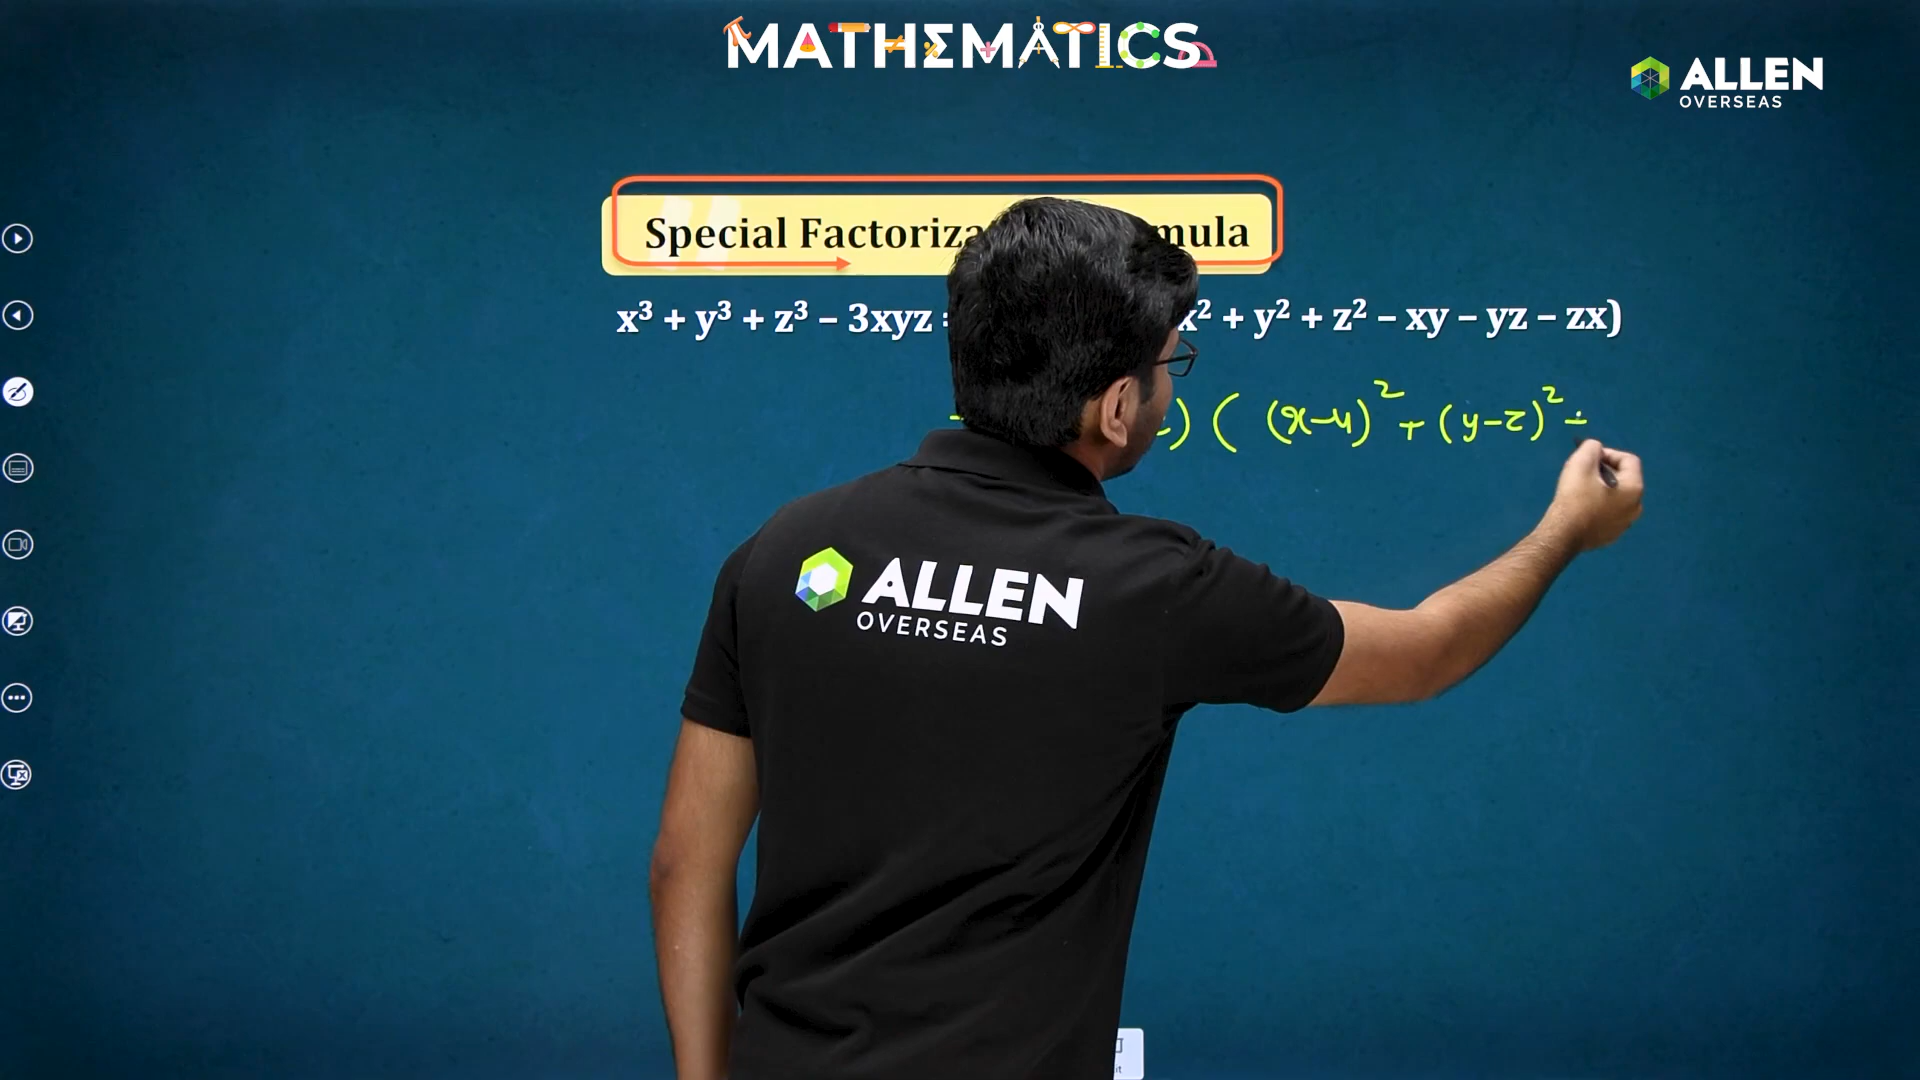 MATHEMATICS
ALLEN
OVERSEAS
Special mula
x³ + y³ + z³ – 3xyz x² + y² + z² – xy – yz – zx)
) ( (x-y)² + (y-z)²
ALLEN
OVERSEAS